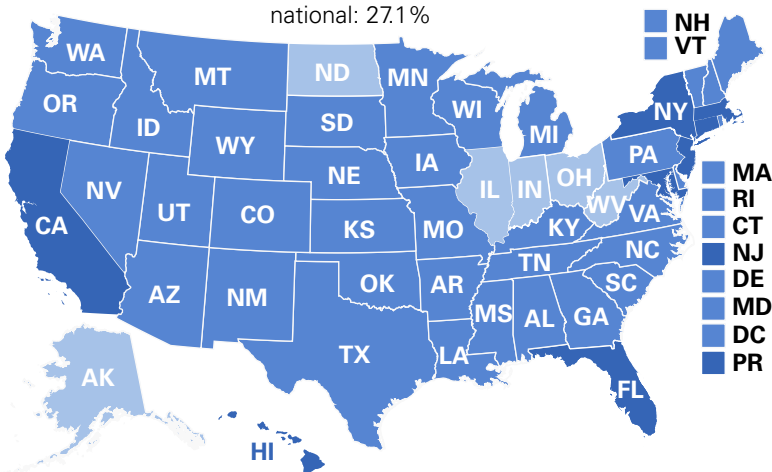 national: 27.1%
NH
VT
WA
MT
ND
MN
OR
ID
WY
SD
WI
MI
NY
NV
UT
CO
NE
IA
IL
IN
OH
PA
WV
VA
CA
KS
MO
KY
AZ
NM
OK
AR
TN
NC
SC
TX
LA
MS
AL
GA
FL
AK
HI
MA
RI
CT
NJ
DE
MD
DC
PR